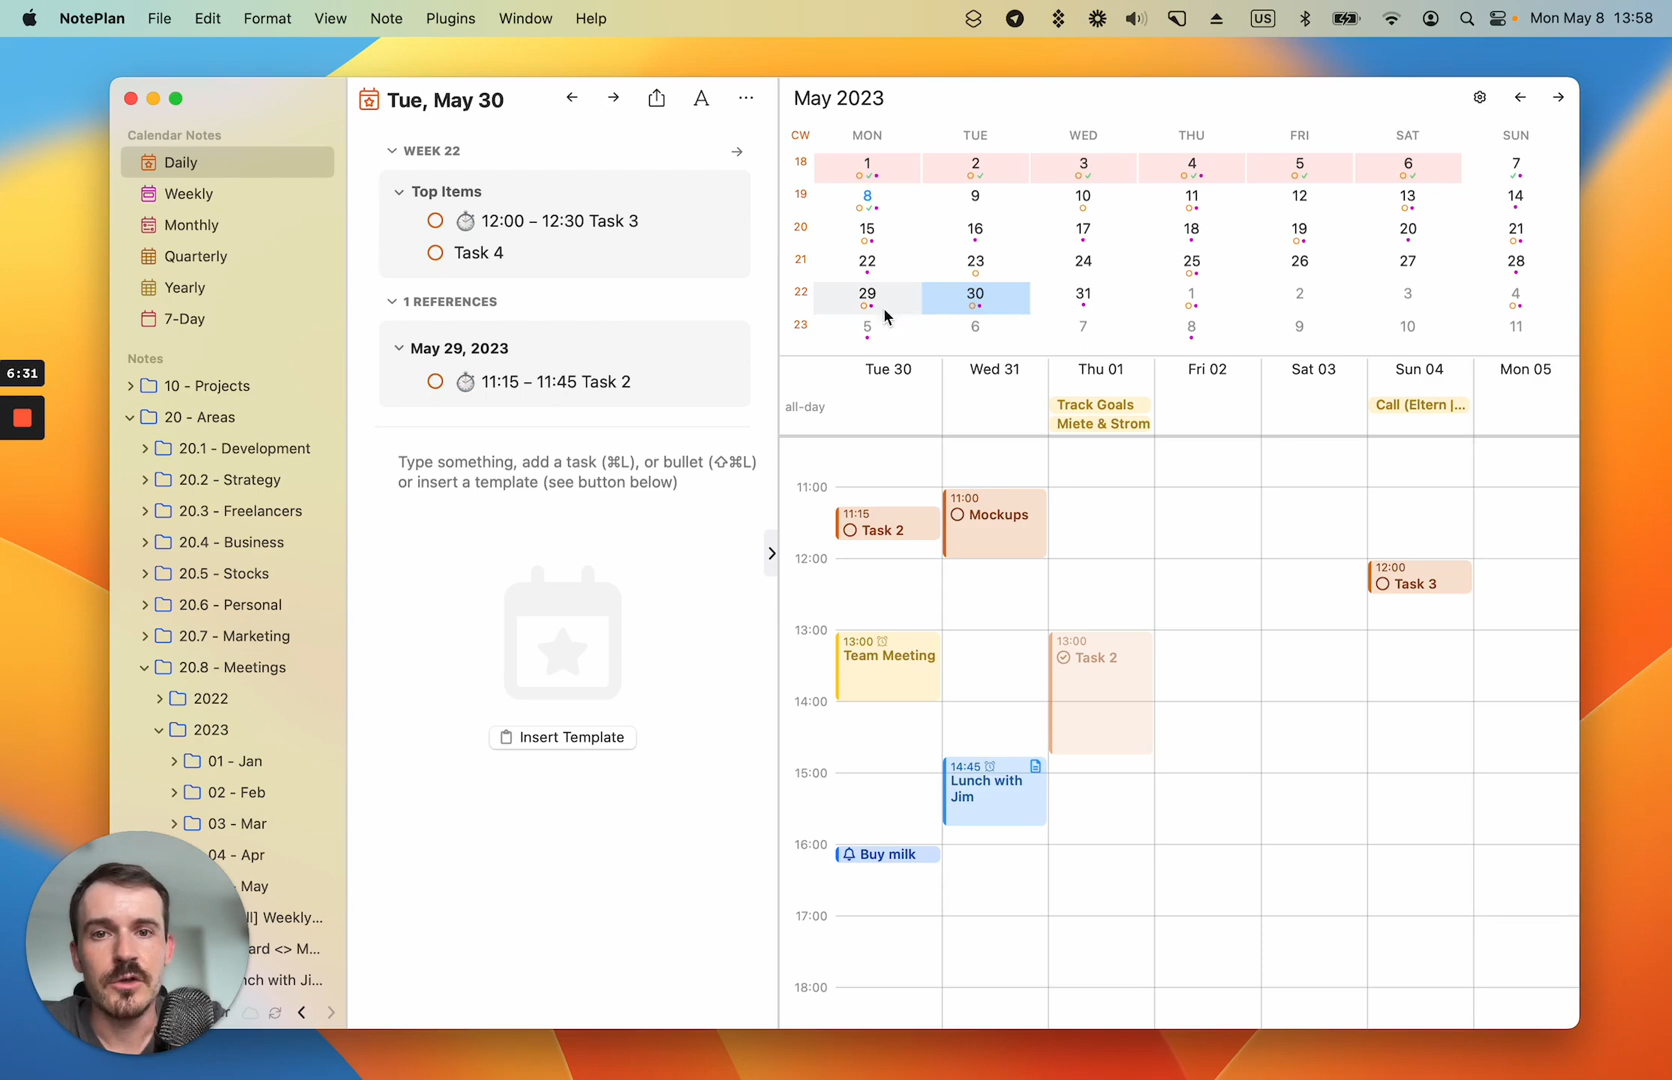 NotePlan File Edit Format View Note Plugins Window Help
US Mon May 8 13:58
Calendar Notes
Daily
Weekly
Monthly
Quarterly
Yearly
7-Day
Notes
10 - Projects
20 - Areas
20.1 - Development
20.2 - Strategy
20.3 - Freelancers
20.4 - Business
20.5 - Stocks
20.6 - Personal
20.7 - Marketing
20.8 - Meetings
2022
2023
01 - Jan
02 - Feb
03 - Mar
04 - Apr
- May
] Weekly...
ard <> M...
nch with Ji...
6:31
Tue, May 30
WEEK 22
Top Items
12:00 – 12:30 Task 3
Task 4
1 REFERENCES
May 29, 2023
11:15 – 11:45 Task 2
Type something, add a task (⌘L), or bullet (⇧⌘L)
or insert a template (see button below)
Insert Template
May 2023
CW MON TUE WED THU FRI SAT SUN
18 1 2 3 4 5 6 7
19 8 9 10 11 12 13 14
20 15 16 17 18 19 20 21
21 22 23 24 25 26 27 28
22 29 30 31 1 2 3 4
23 5 6 7 8 9 10 11
Tue 30 Wed 31 Thu 01 Fri 02 Sat 03 Sun 04 Mon 05
all-day
Track Goals
Miete & Strom
Call (Eltern |...
11:00
12:00
13:00
14:00
15:00
16:00
17:00
18:00
11:15
Task 2
13:00
Team Meeting
Buy milk
11:00
Mockups
14:45
Lunch with
Jim
13:00
Task 2
12:00
Task 3